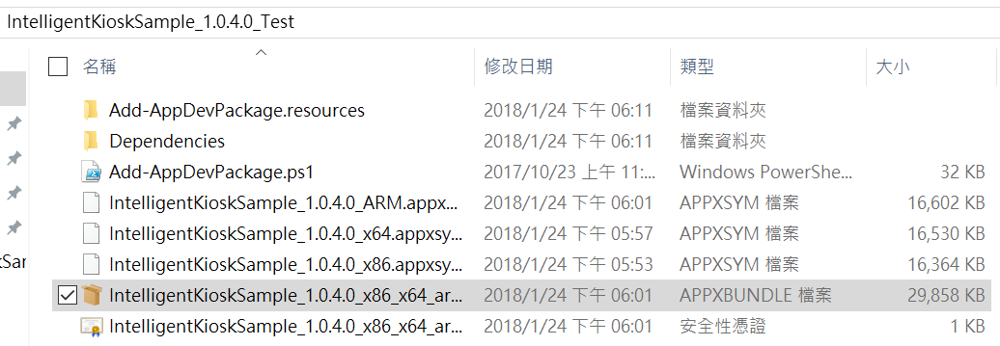 IntelligentKioskSample_1.0.4.0_Test
名稱 修改日期 類型 大小
Add-AppDevPackage.resources 2018/1/24 下午 06:11 檔案資料夾
Dependencies 2018/1/24 下午 06:11 檔案資料夾
Add-AppDevPackage.ps1 2017/10/23 上午 11:... Windows PowerShe... 32 KB
IntelligentKioskSample_1.0.4.0_ARM.appx... 2018/1/24 下午 06:01 APPXSYM 檔案 16,602 KB
IntelligentKioskSample_1.0.4.0_x64.appxsy... 2018/1/24 下午 05:57 APPXSYM 檔案 16,530 KB
kSar IntelligentKioskSample_1.0.4.0_x86.appxsy... 2018/1/24 下午 05:53 APPXSYM 檔案 16,364 KB
IntelligentKioskSample_1.0.4.0_x86_x64_ar... 2018/1/24 下午 06:01 APPXBUNDLE 檔案 29,858 KB
IntelligentKioskSample_1.0.4.0_x86_x64_ar... 2018/1/24 下午 06:01 安全性憑證 1 KB